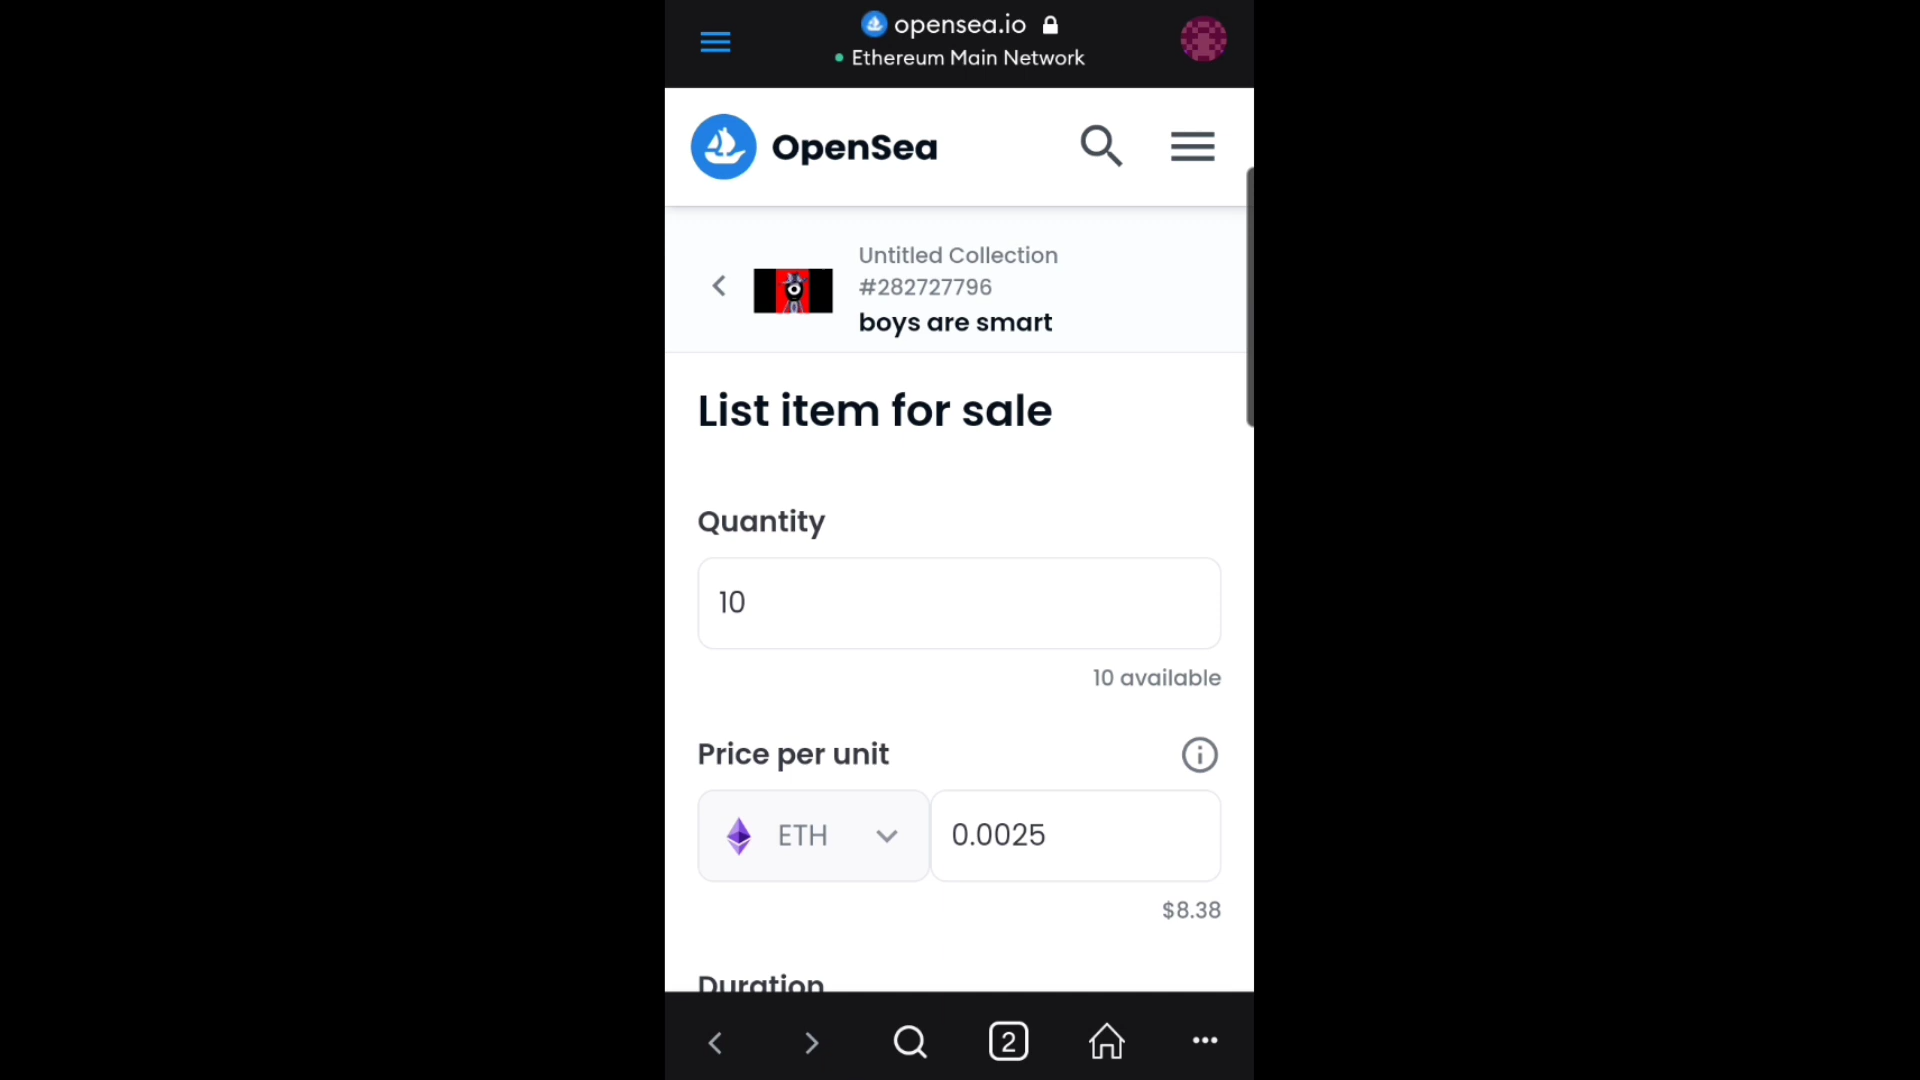 opensea.io
Ethereum Main Network
OpenSea
Untitled Collection
#282727796
boys are smart
List item for sale
Quantity
10
10 available
Price per unit
ETH
0.0025
$8.38
Duration
2